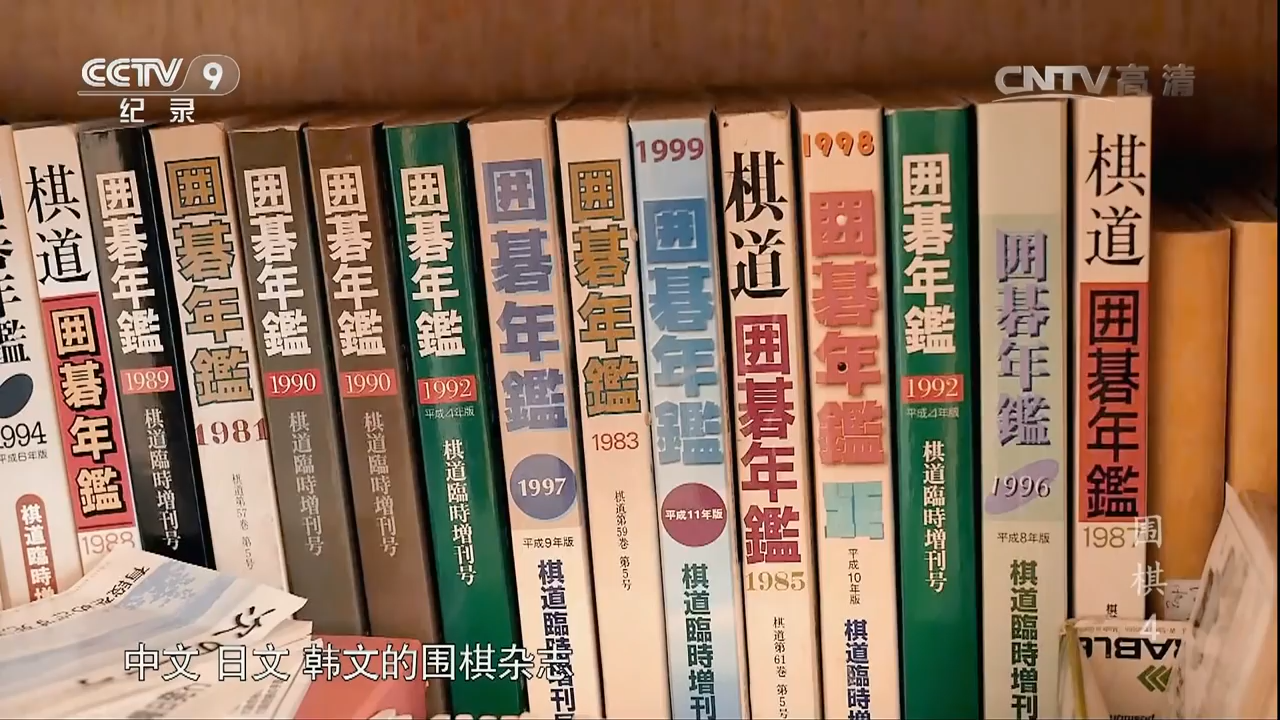 CCTV 9
纪录
CNTV高清
年鑑
1994
平成6年版
棋道臨時増
棋道
囲碁年鑑
1988
囲碁年鑑
1989
棋道臨時増刊号
囲碁年鑑
1981
棋道第57巻 第5号
囲碁年鑑
1990
棋道臨時増刊号
囲碁年鑑
1990
棋道臨時増刊号
囲碁年鑑
1992
平成4年版
棋道臨時増刊号
囲碁年鑑
1997
平成9年版
棋道臨時増刊号
囲碁年鑑
1983
棋道第59巻 第5号
1999
囲碁年鑑
平成11年版
棋道臨時増刊
棋道
囲碁年鑑
1985
棋道第61巻 第5号
1998
囲碁年鑑
平成10年版
棋道臨時増
囲碁年鑑
1992
平成4年版
棋道臨時増刊号
囲碁年鑑
1996
平成8年版
棋道臨時増刊
棋道
囲碁年鑑
1987
棋
围棋
4
ABLE
中文 日文 韩文的围棋杂志